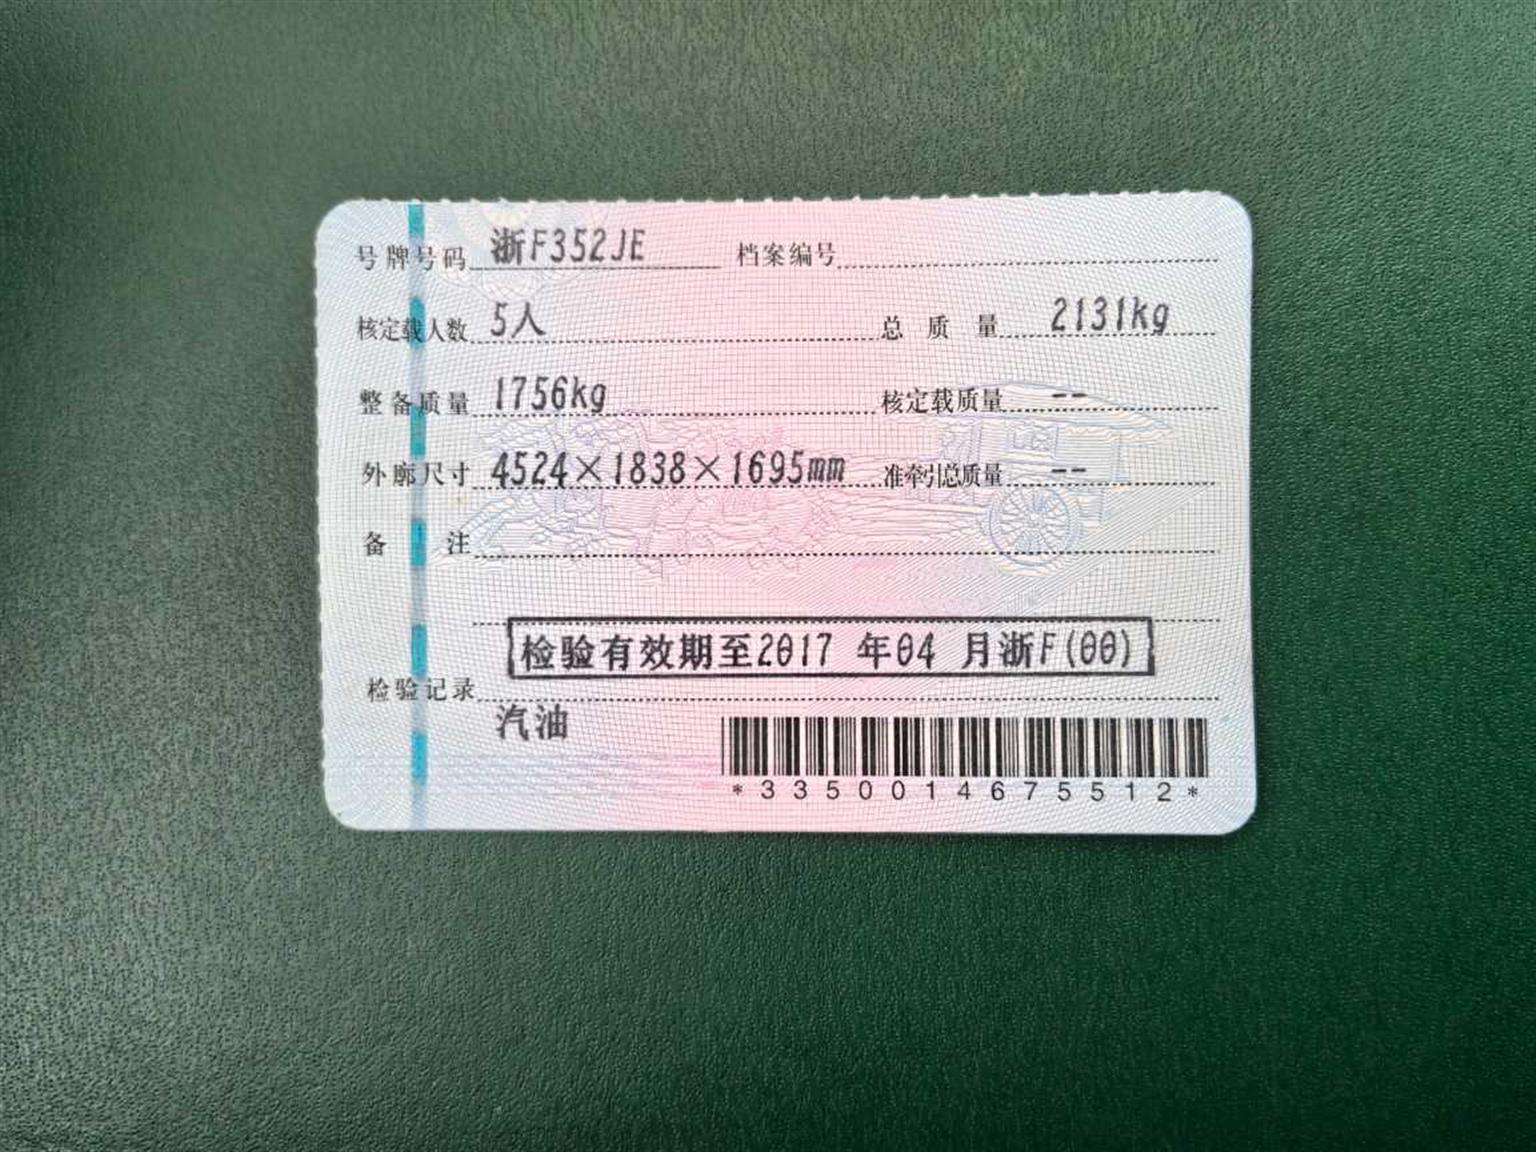 号牌号码 浙F352JE 档案编号
核定载人数 5人 总质量 2131kg
整备质量 1756kg 核定载质量 --
外廓尺寸 4524×1838×1695mm 准牵引总质量 --
备注
检验有效期至2017 年04 月浙F(00)
检验记录
汽油
*3350014675512*